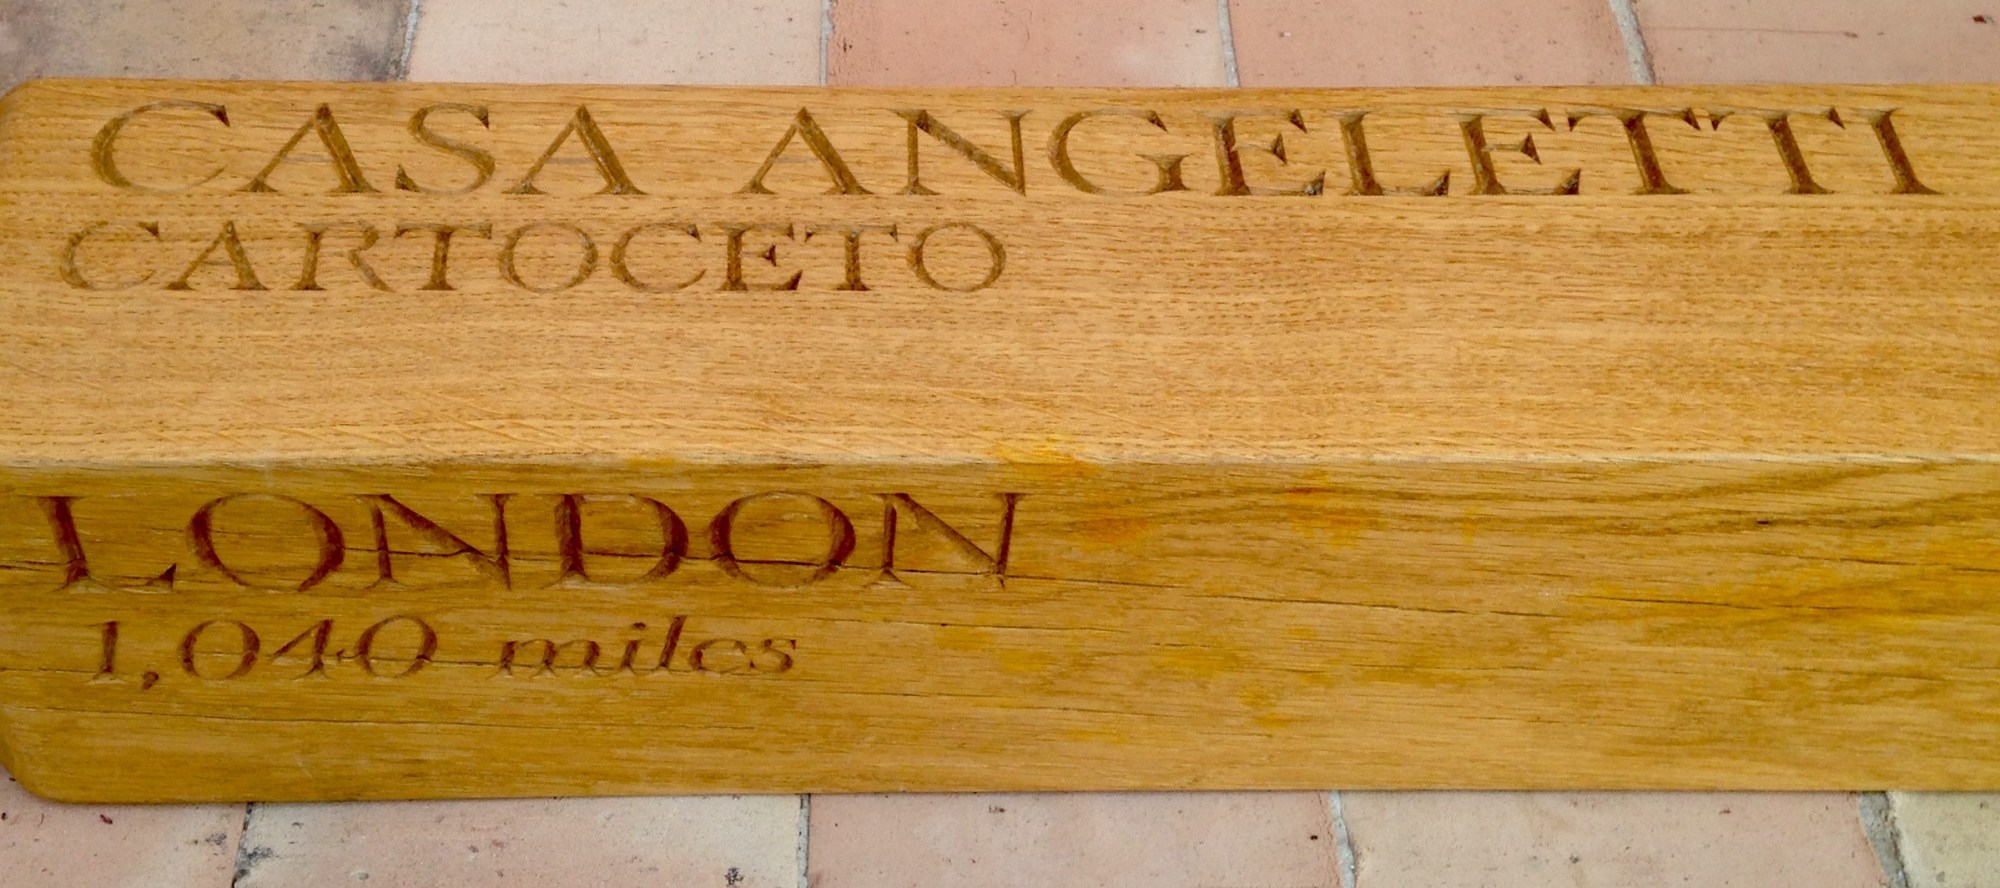 CASA ANGELETTI
CARTOCETO
LONDON
1,040 miles